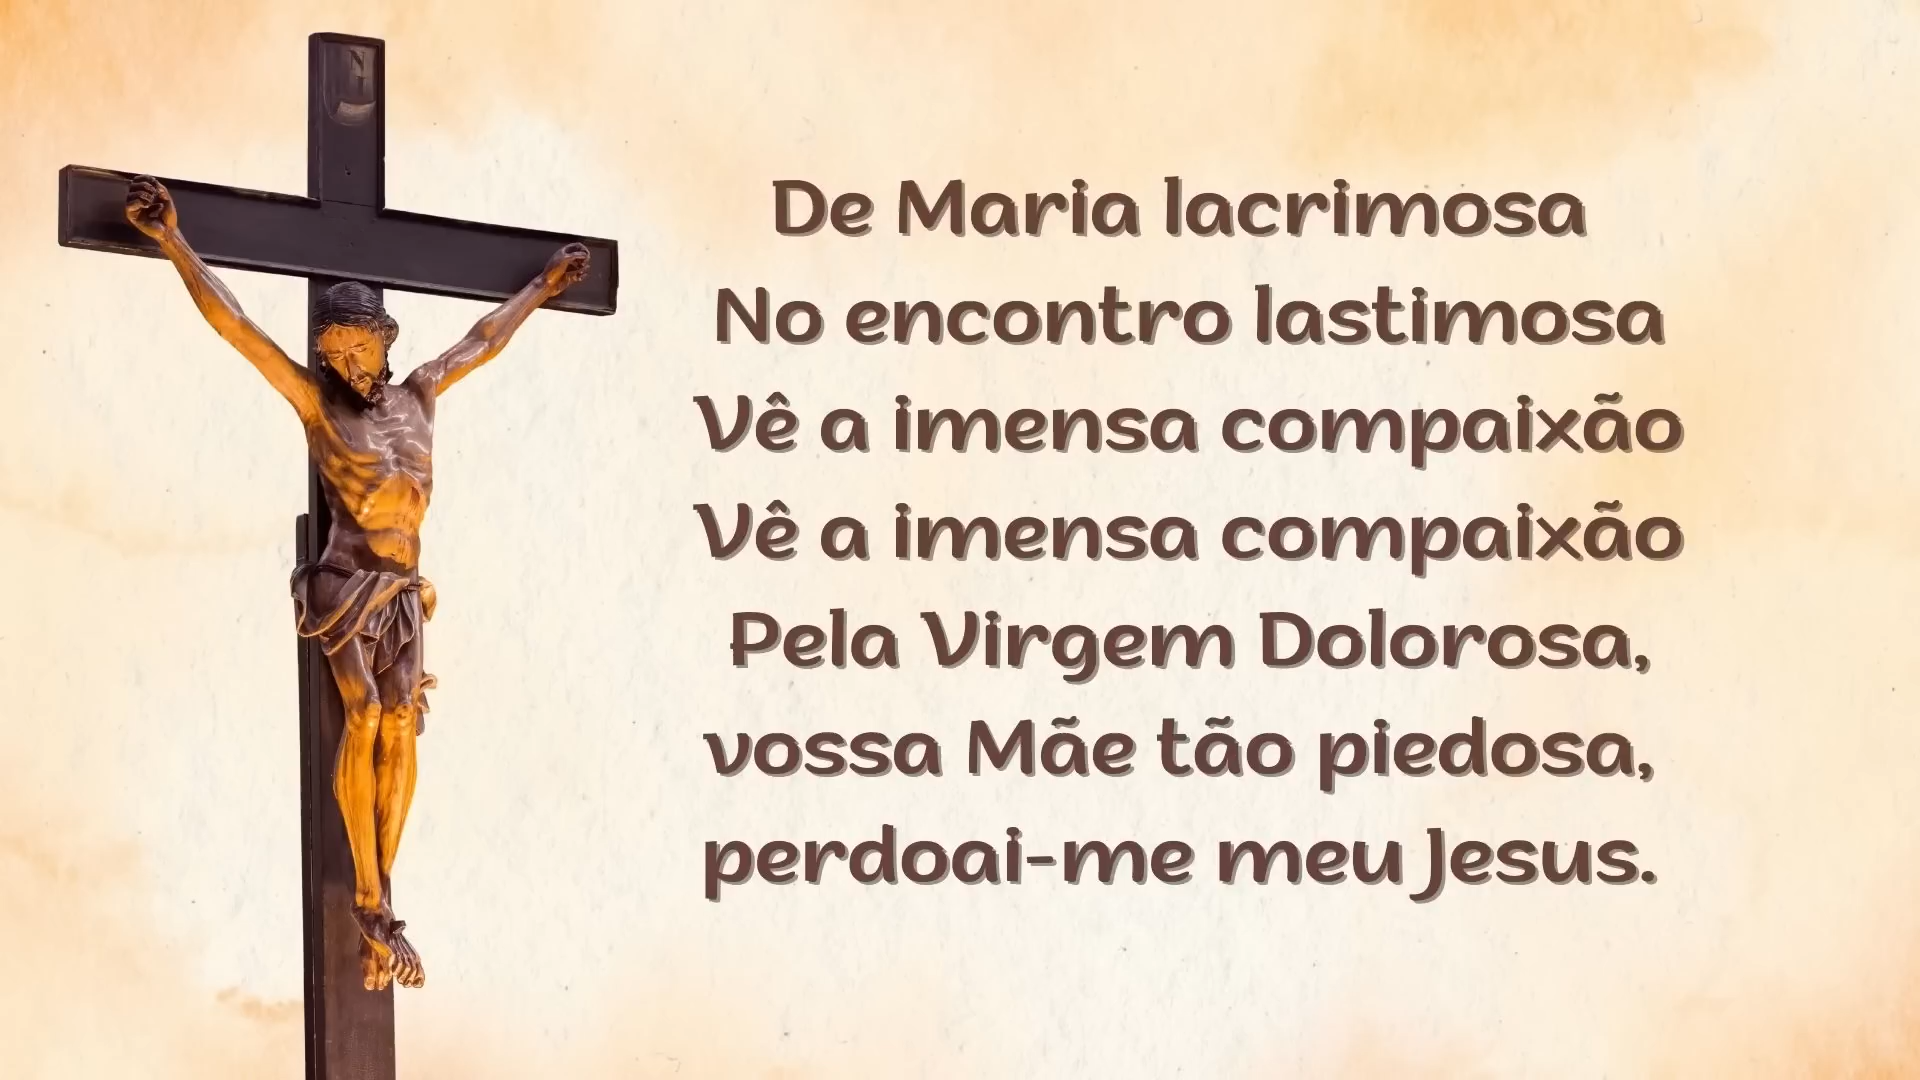 De Maria lacrimosa
No encontro lastimosa
Vê a imensa compaixão
Vê a imensa compaixão
Pela Virgem Dolorosa,
vossa Mãe tão piedosa,
perdoai-me meu Jesus.